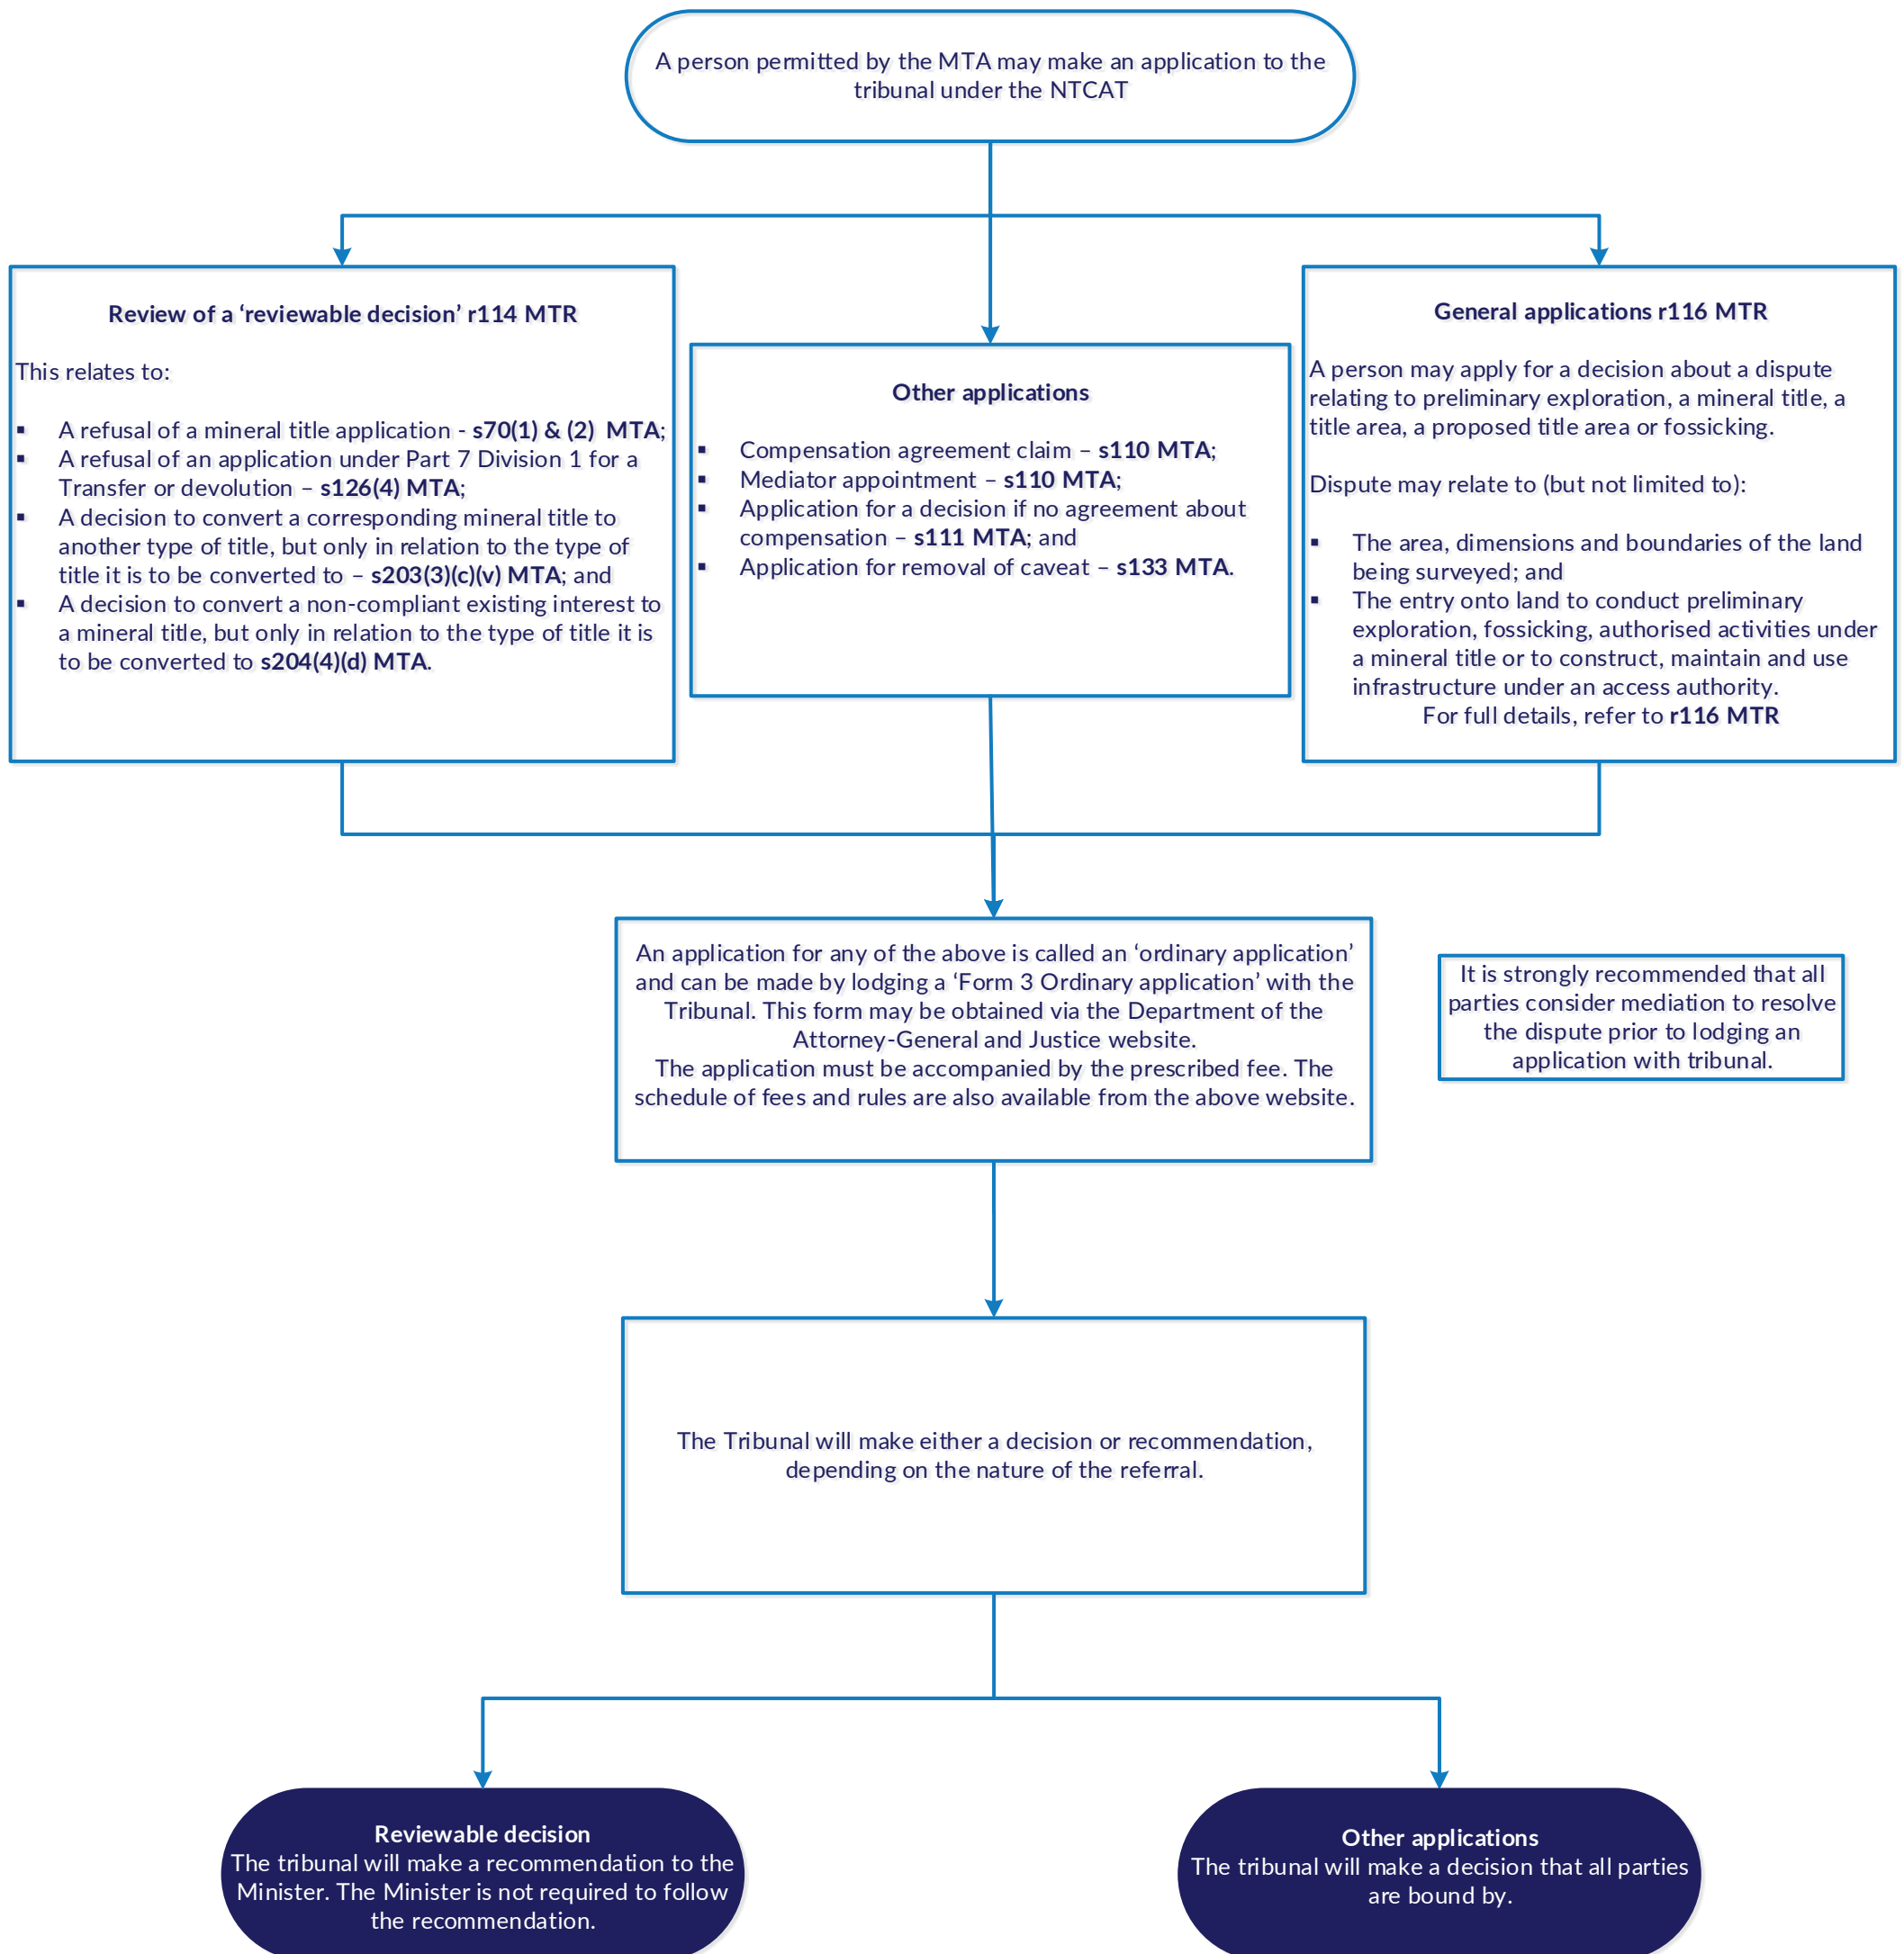 A person permitted by the MTA may make an application to the
tribunal under the NTCAT
Review of a ‘reviewable decision’ r114 MTR
This relates to:
▪ A refusal of a mineral title application - s70(1) & (2) MTA;
▪ A refusal of an application under Part 7 Division 1 for a
Transfer or devolution – s126(4) MTA;
▪ A decision to convert a corresponding mineral title to
another type of title, but only in relation to the type of
title it is to be converted to – s203(3)(c)(v) MTA; and
▪ A decision to convert a non-compliant existing interest to
a mineral title, but only in relation to the type of title it is
to be converted to s204(4)(d) MTA.
Other applications
▪ Compensation agreement claim – s110 MTA;
▪ Mediator appointment – s110 MTA;
▪ Application for a decision if no agreement about
compensation – s111 MTA; and
▪ Application for removal of caveat – s133 MTA.
General applications r116 MTR
A person may apply for a decision about a dispute
relating to preliminary exploration, a mineral title, a
title area, a proposed title area or fossicking.
Dispute may relate to (but not limited to):
▪ The area, dimensions and boundaries of the land
being surveyed; and
▪ The entry onto land to conduct preliminary
exploration, fossicking, authorised activities under
a mineral title or to construct, maintain and use
infrastructure under an access authority.
For full details, refer to r116 MTR
An application for any of the above is called an ‘ordinary application’
and can be made by lodging a ‘Form 3 Ordinary application’ with the
Tribunal. This form may be obtained via the Department of the
Attorney-General and Justice website.
The application must be accompanied by the prescribed fee. The
schedule of fees and rules are also available from the above website.
It is strongly recommended that all
parties consider mediation to resolve
the dispute prior to lodging an
application with tribunal.
The Tribunal will make either a decision or recommendation,
depending on the nature of the referral.
Reviewable decision
The tribunal will make a recommendation to the
Minister. The Minister is not required to follow
the recommendation.
Other applications
The tribunal will make a decision that all parties
are bound by.